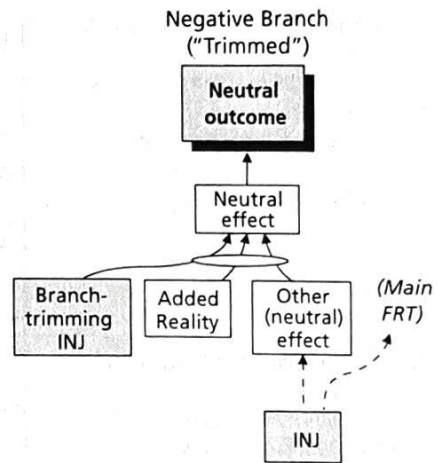 Negative Branch
("Trimmed")
Neutral
outcome
Neutral
effect
Branch-
trimming
INJ
Added
Reality
Other
(neutral)
effect
(Main
FRT)
INJ